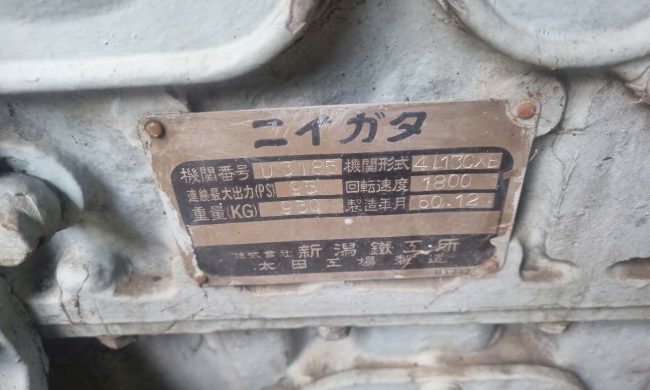 ニイガタ
機関番号 U3185 機関形式
連続最大出力(PS) 95 回転速度 1800
重量(KG) 950 製造年月 60.12
株式會社 新潟鐵工所
太田工場製造